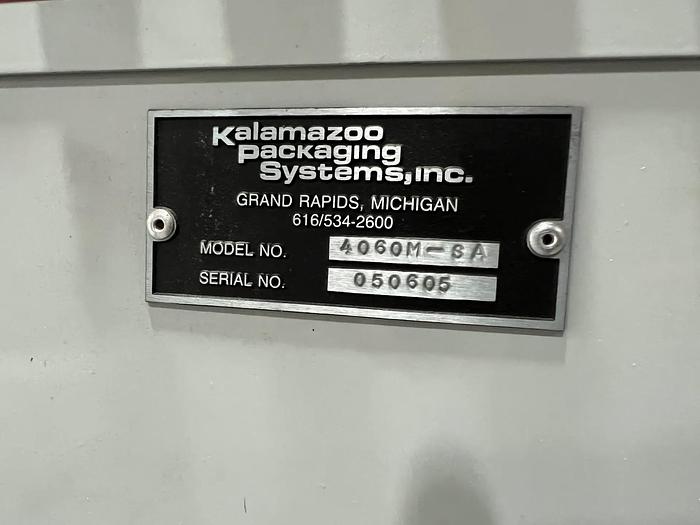 Kalamazoo
Packaging
Systems, Inc.
GRAND RAPIDS, MICHIGAN
616/534-2600
MODEL NO. 4060M-SA
SERIAL NO. 050605